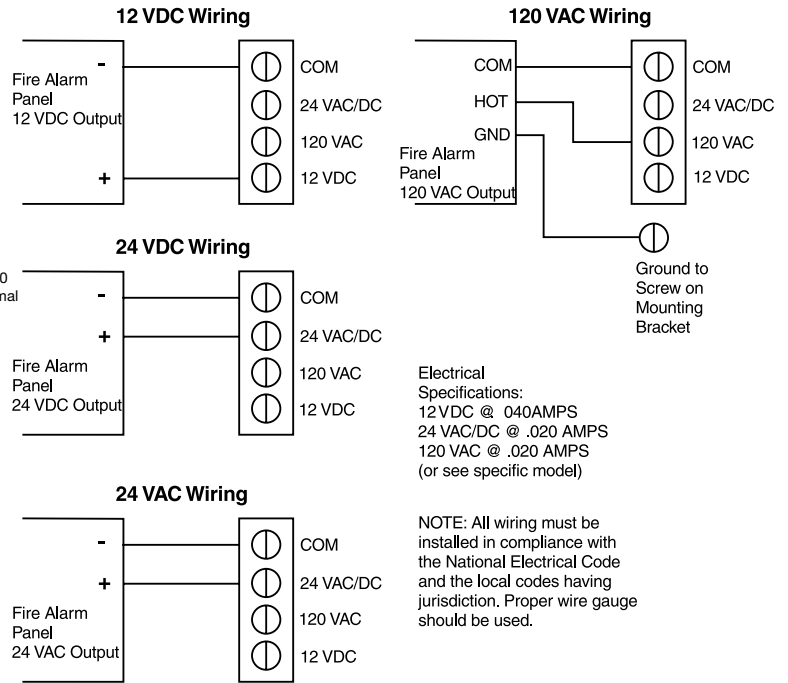 12 VDC Wiring
-
Fire Alarm
Panel
12 VDC Output
+
COM
24 VAC/DC
120 VAC
12 VDC
120 VAC Wiring
COM
HOT
GND
Fire Alarm
Panel
120 VAC Output
COM
24 VAC/DC
120 VAC
12 VDC
Ground to
Screw on
Mounting
Bracket
24 VDC Wiring
-
+
Fire Alarm
Panel
24 VDC Output
COM
24 VAC/DC
120 VAC
12 VDC
24 VAC Wiring
-
+
Fire Alarm
Panel
24 VAC Output
COM
24 VAC/DC
120 VAC
12 VDC
Electrical
Specifications:
12 VDC @ 040AMPS
24 VAC/DC @ .020 AMPS
120 VAC @ .020 AMPS
(or see specific model)
NOTE: All wiring must be
installed in compliance with
the National Electrical Code
and the local codes having
jurisdiction. Proper wire gauge
should be used.